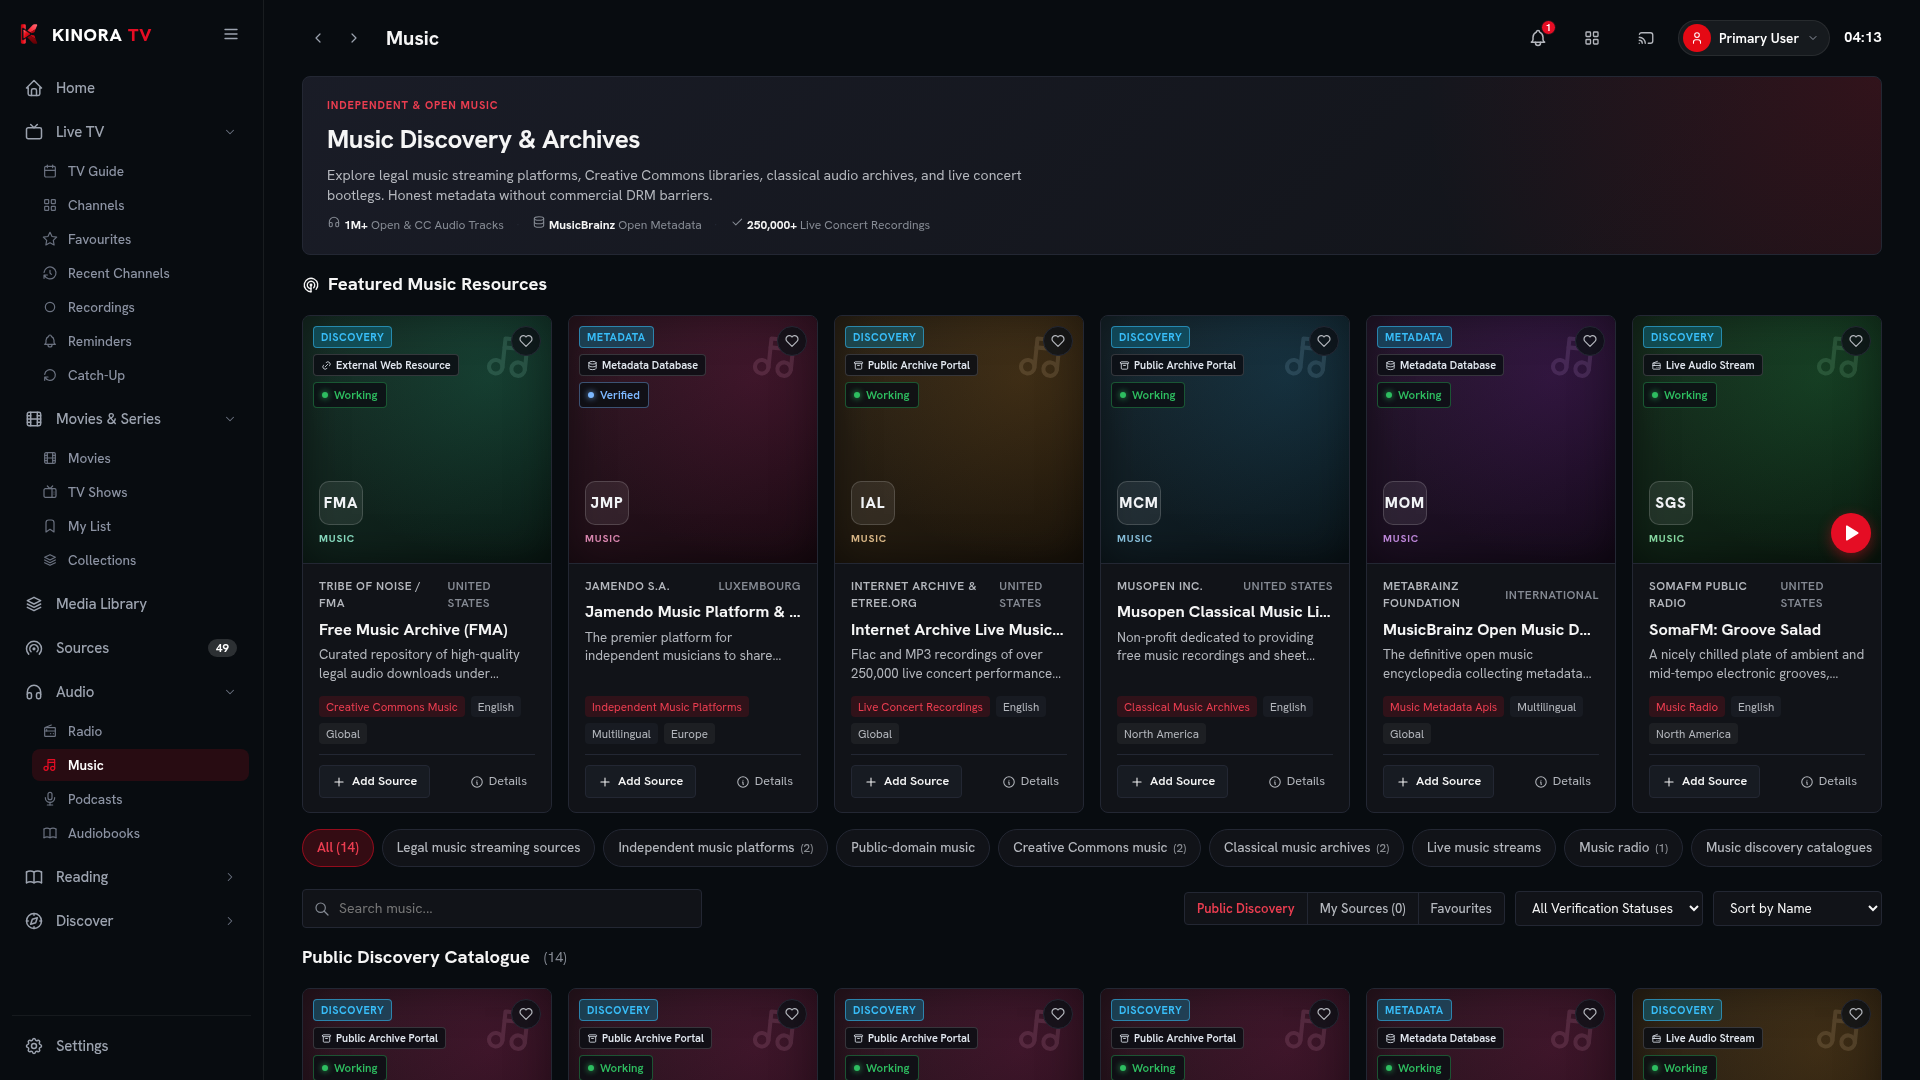 KINORA TV
Home
Live TV
TV Guide
Channels
Favourites
Recent Channels
Recordings
Reminders
Catch-Up
Movies & Series
Movies
TV Shows
My List
Collections
Media Library
Sources 49
Audio
Radio
Music
Podcasts
Audiobooks
Reading
Discover
Settings
Music
1
Primary User
04:13
INDEPENDENT & OPEN MUSIC
Music Discovery & Archives
Explore legal music streaming platforms, Creative Commons libraries, classical audio archives, and live concert
bootlegs. Honest metadata without commercial DRM barriers.
1M+ Open & CC Audio Tracks MusicBrainz Open Metadata 250,000+ Live Concert Recordings
Featured Music Resources
DISCOVERY
External Web Resource
Working
FMA
MUSIC
TRIBE OF NOISE /
FMA
UNITED
STATES
Free Music Archive (FMA)
Curated repository of high-quality
legal audio downloads under...
Creative Commons Music English
Global
Add Source Details
METADATA
Metadata Database
Verified
JMP
MUSIC
JAMENDO S.A. LUXEMBOURG
Jamendo Music Platform & ...
The premier platform for
independent musicians to share...
Independent Music Platforms
Multilingual Europe
Add Source Details
DISCOVERY
Public Archive Portal
Working
IAL
MUSIC
INTERNET ARCHIVE &
ETREE.ORG
UNITED
STATES
Internet Archive Live Music...
Flac and MP3 recordings of over
250,000 live concert performance...
Live Concert Recordings English
Global
Add Source Details
DISCOVERY
Public Archive Portal
Working
MCM
MUSIC
MUSOPEN INC. UNITED STATES
Musopen Classical Music Li...
Non-profit dedicated to providing
free music recordings and sheet...
Classical Music Archives English
North America
Add Source Details
METADATA
Metadata Database
Working
MOM
MUSIC
METABRAINZ
FOUNDATION
INTERNATIONAL
MusicBrainz Open Music D...
The definitive open music
encyclopedia collecting metadata...
Music Metadata Apis Multilingual
Global
Add Source Details
DISCOVERY
Live Audio Stream
Working
SGS
MUSIC
SOMAFM PUBLIC
RADIO
UNITED
STATES
SomaFM: Groove Salad
A nicely chilled plate of ambient and
mid-tempo electronic grooves,...
Music Radio English
North America
Add Source Details
All (14) Legal music streaming sources Independent music platforms (2) Public-domain music Creative Commons music (2) Classical music archives (2) Live music streams Music radio (1) Music discovery catalogues
Search music...
Public Discovery My Sources (0) Favourites All Verification Statuses Sort by Name
Public Discovery Catalogue (14)
DISCOVERY
Public Archive Portal
Working
DISCOVERY
Public Archive Portal
Working
DISCOVERY
Public Archive Portal
Working
DISCOVERY
Public Archive Portal
Working
METADATA
Metadata Database
Working
DISCOVERY
Live Audio Stream
Working